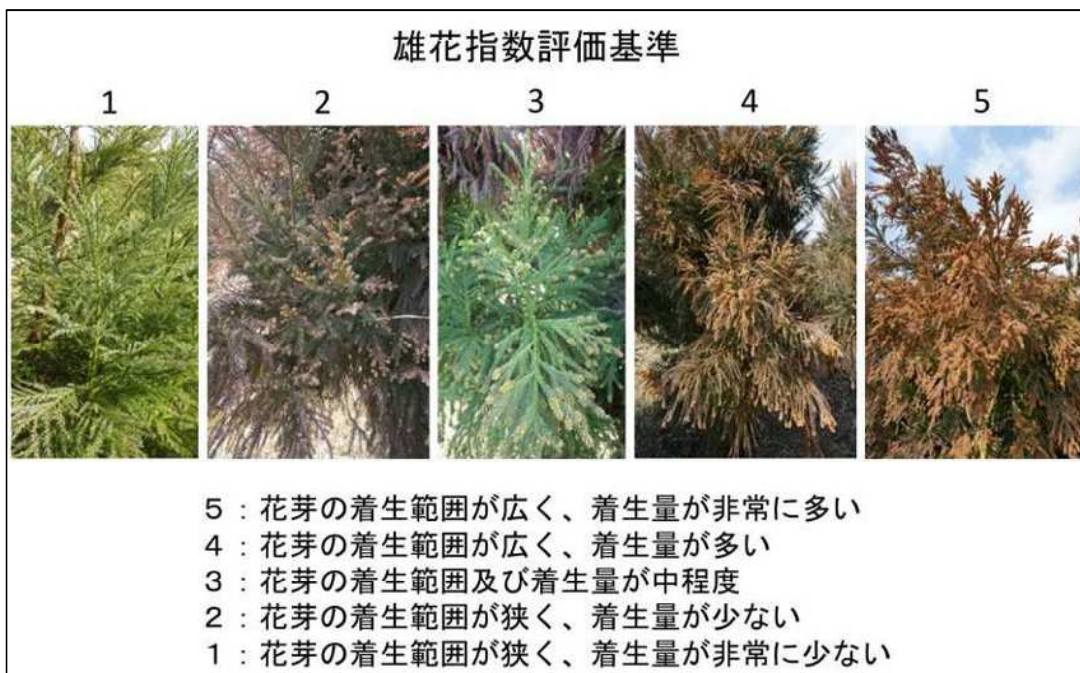 雄花指数評価基準
1 2 3 4 5
5：花芽の着生範囲が広く、着生量が非常に多い
4：花芽の着生範囲が広く、着生量が多い
3：花芽の着生範囲及び着生量が中程度
2：花芽の着生範囲が狭く、着生量が少ない
1：花芽の着生範囲が狭く、着生量が非常に少ない